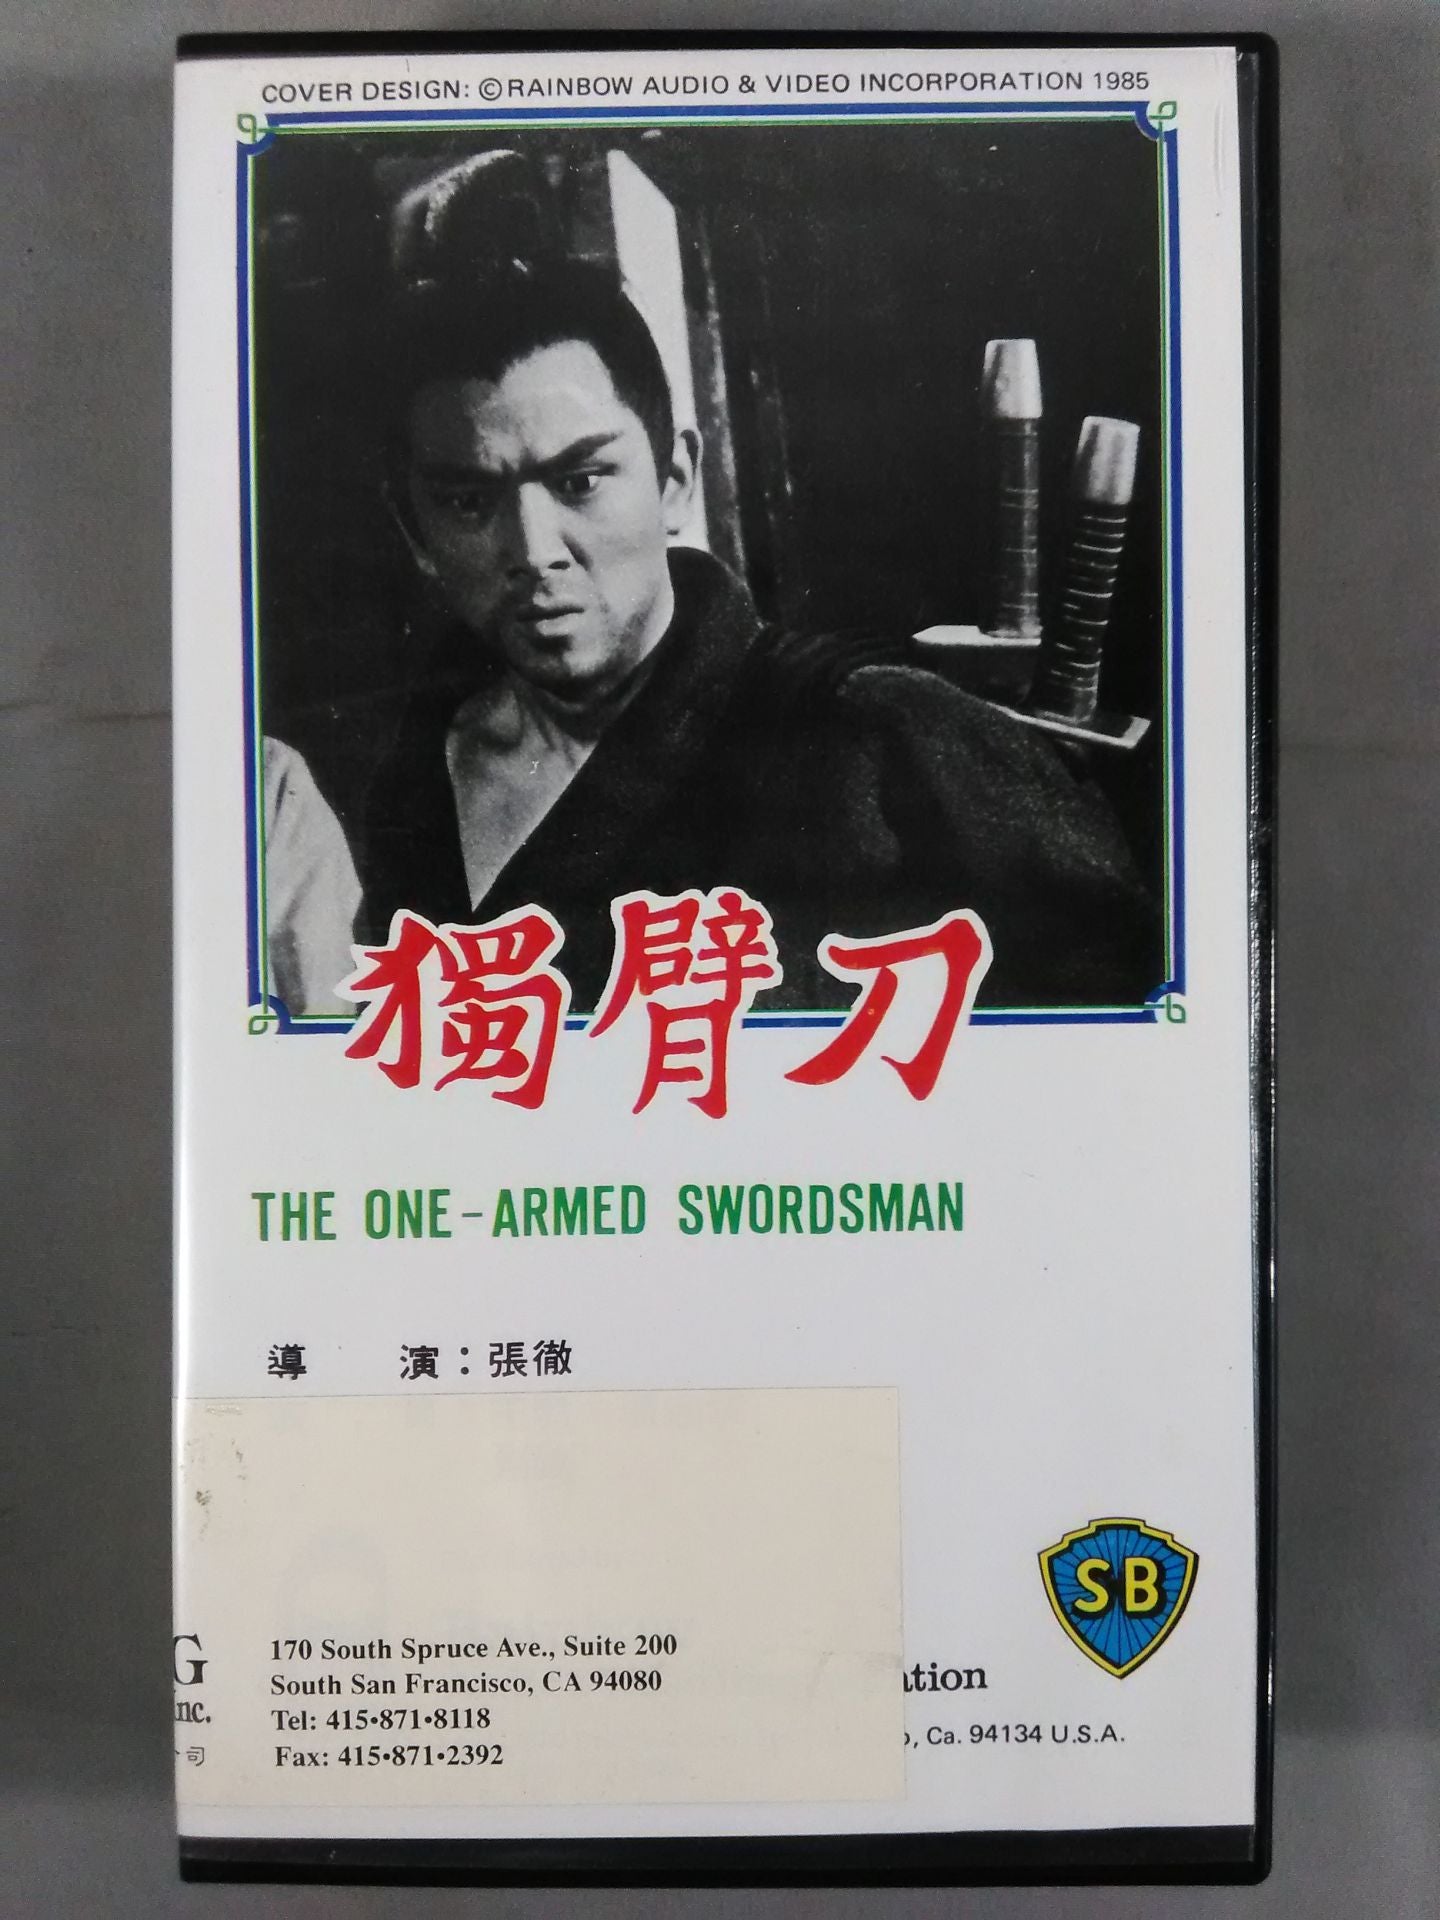 COVER DESIGN: ©RAINBOW AUDIO & VIDEO INCORPORATION 1985
獨臂刀
THE ONE-ARMED SWORDSMAN
導 演：張徹
SB
170 South Spruce Ave., Suite 200
South San Francisco, CA 94080
Tel: 415•871•8118
Fax: 415•871•2392
G
nc.
司
ation
, Ca. 94134 U.S.A.